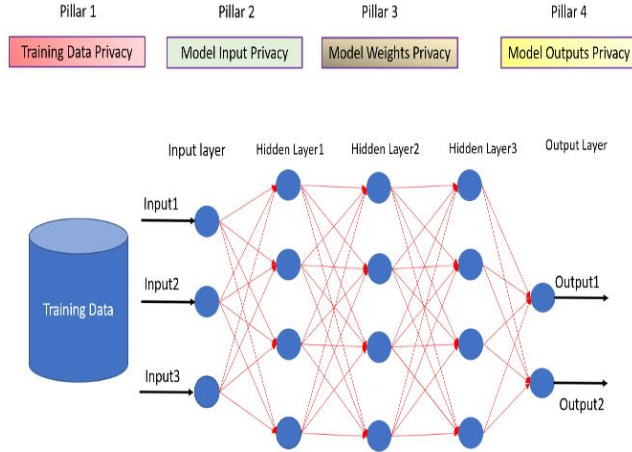 Pillar 1
Pillar 2
Pillar 3
Pillar 4
Training Data Privacy
Model Input Privacy
Model Weights Privacy
Model Outputs Privacy
Input layer
Hidden Layer1
Hidden Layer2
Hidden Layer3
Output Layer
Input1
Input2
Input3
Training Data
Output1
Output2